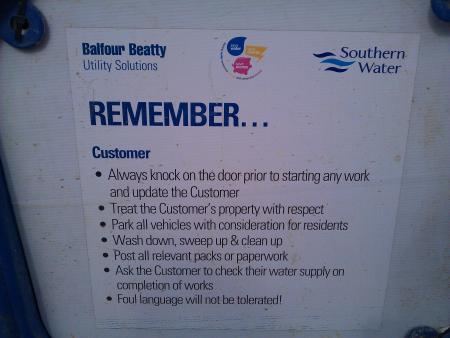 Balfour Beatty
Utility Solutions
Southern
Water
REMEMBER...
Customer
• Always knock on the door prior to starting any work
and update the Customer
• Treat the Customer's property with respect
• Park all vehicles with consideration for residents
• Wash down, sweep up & clean up
• Post all relevant packs or paperwork
• Ask the Customer to check their water supply on
completion of works
• Foul language will not be tolerated!